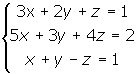 3x + 2y + z = 1
5x + 3y + 4z = 2
x + y − z = 1